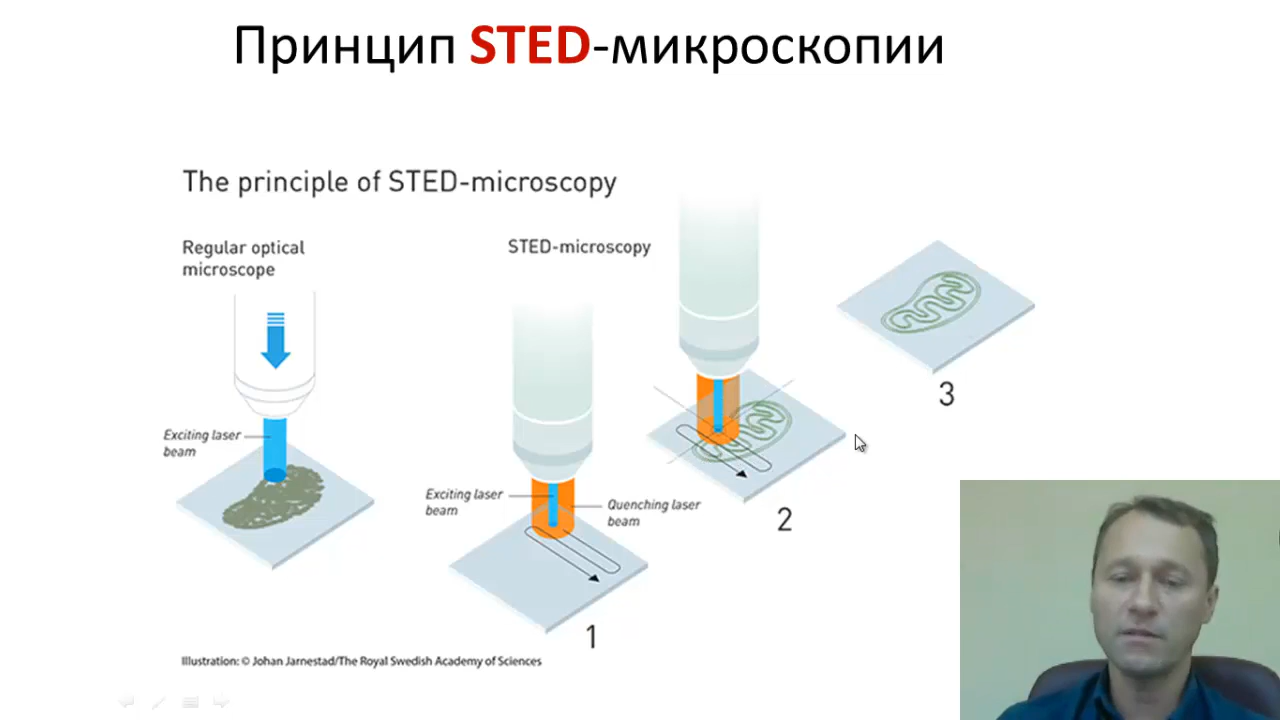 Принцип STED-микроскопии
The principle of STED-microscopy
Regular optical
microscope
STED-microscopy
Exciting laser
beam
Exciting laser
beam
Quenching laser
beam
1
2
3
Illustration: © Johan Jarnestad/The Royal Swedish Academy of Sciences